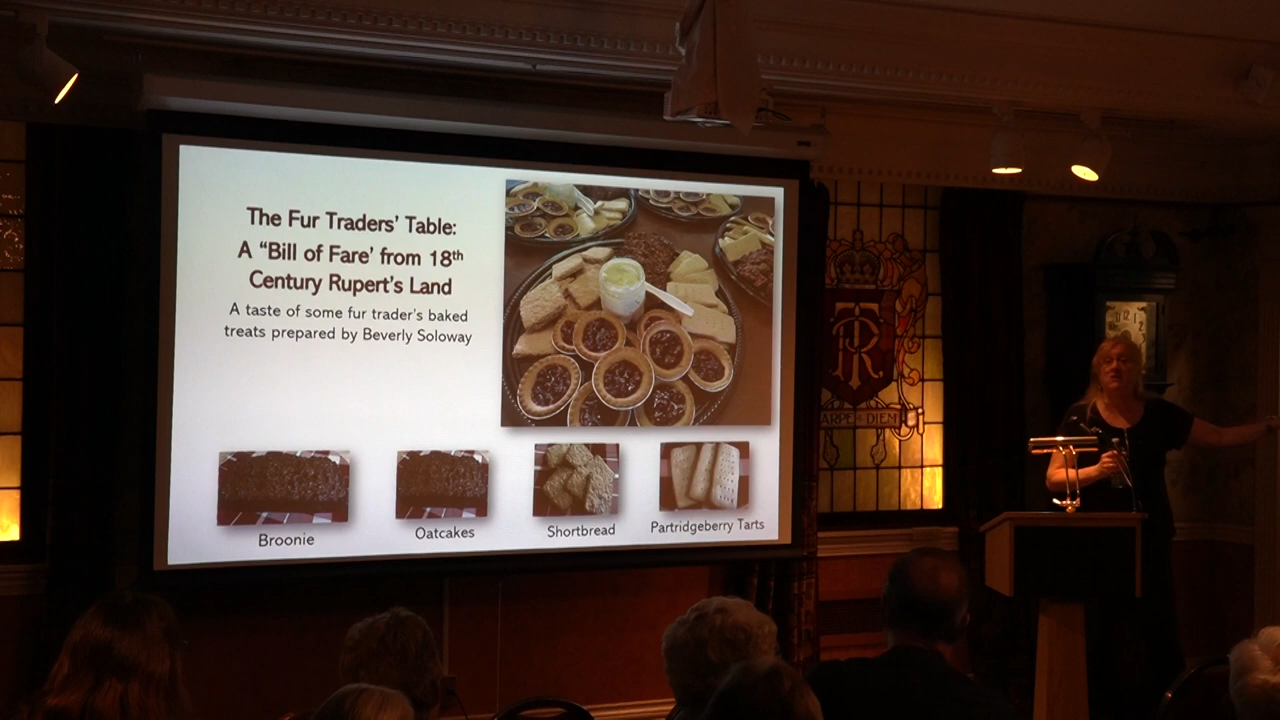 The Fur Traders’ Table:
A “Bill of Fare’ from 18th
Century Rupert’s Land
A taste of some fur trader’s baked
treats prepared by Beverly Soloway
Broonie
Oatcakes
Shortbread
Partridgeberry Tarts
ARPE DIEM